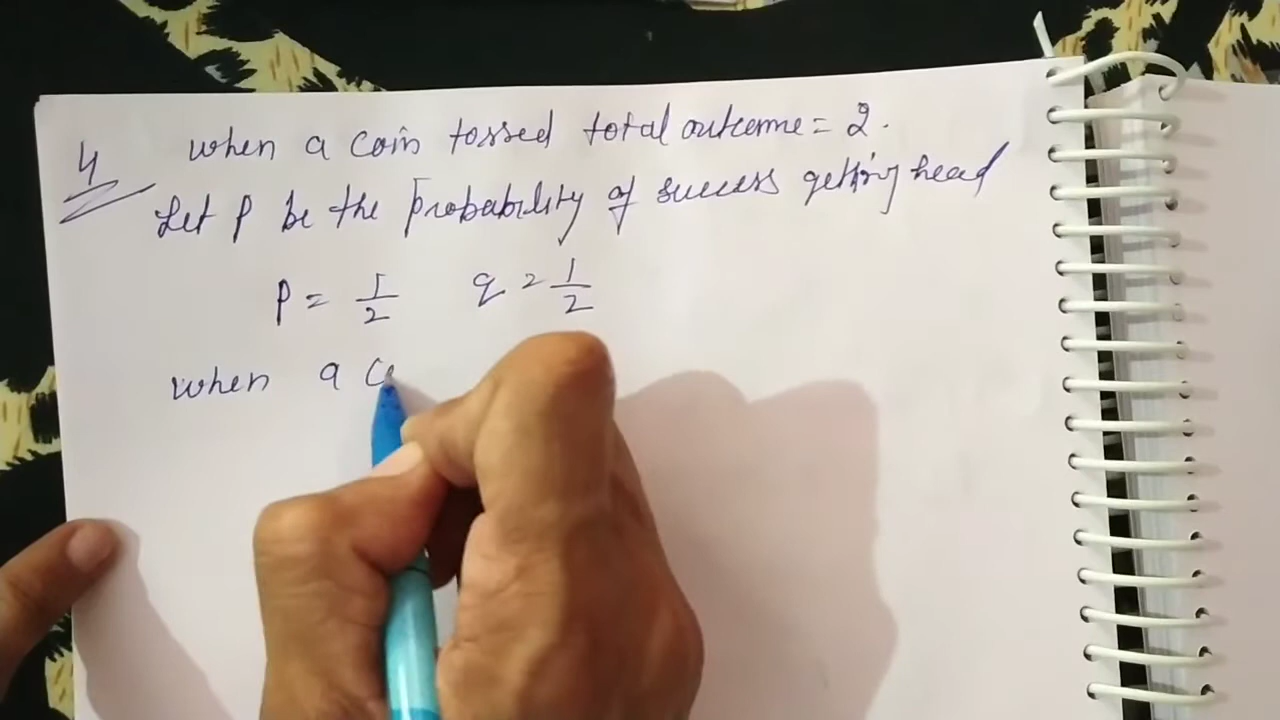 4 when a coin tossed total outcome = 2.
Let P be the probability of success getting head
P = 1/2 q = 1/2
when a co